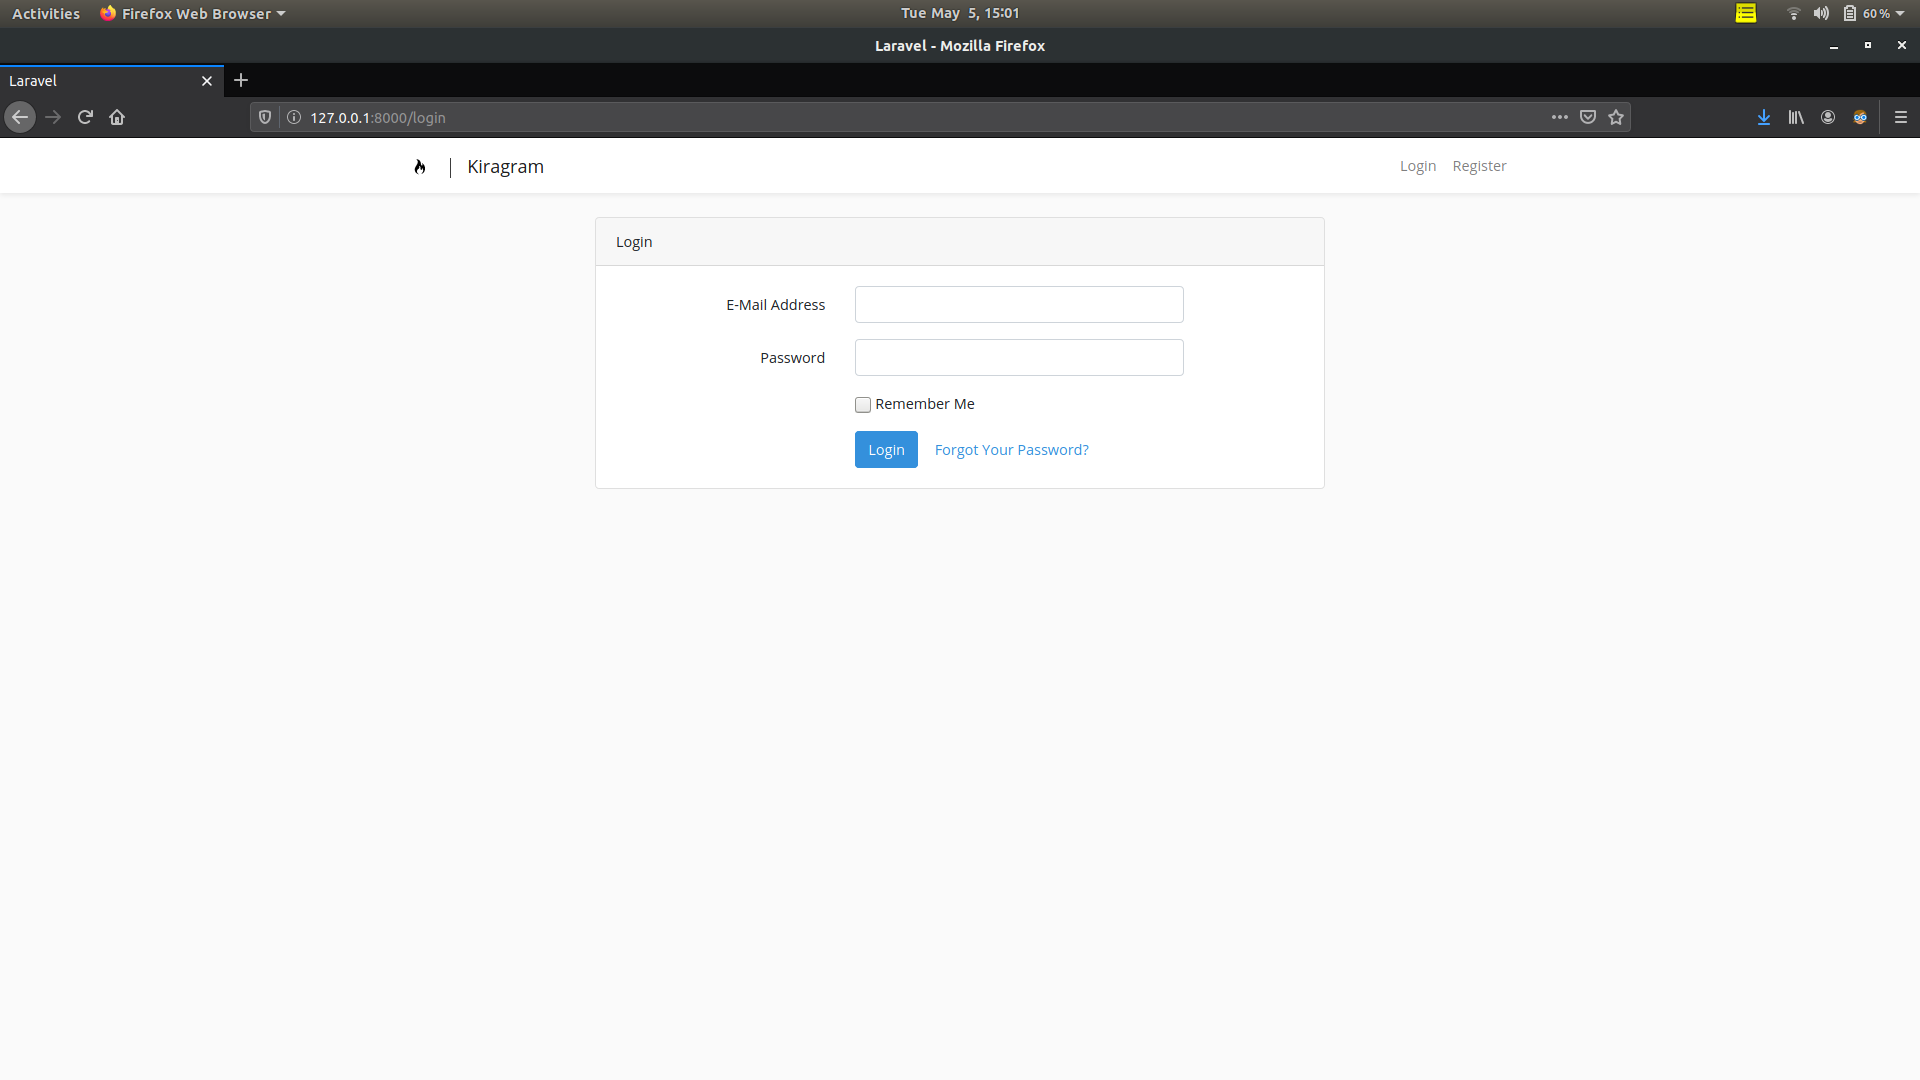 Activities Firefox Web Browser Tue May 5, 15:01 60 %
Laravel - Mozilla Firefox
Laravel
127.0.0.1:8000/login
Kiragram Login Register
Login
E-Mail Address
Password
Remember Me
Login Forgot Your Password?